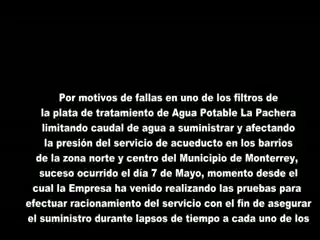 Por motivos de fallas en uno de los filtros de
la plata de tratamiento de Agua Potable La Pachera
limitando caudal de agua a suministrar y afectando
la presión del servicio de acueducto en los barrios
de la zona norte y centro del Municipio de Monterrey,
suceso ocurrido el día 7 de Mayo, momento desde el
cual la Empresa ha venido realizando las pruebas para
efectuar racionamiento del servicio con el fin de asegurar
el suministro durante lapsos de tiempo a cada uno de los